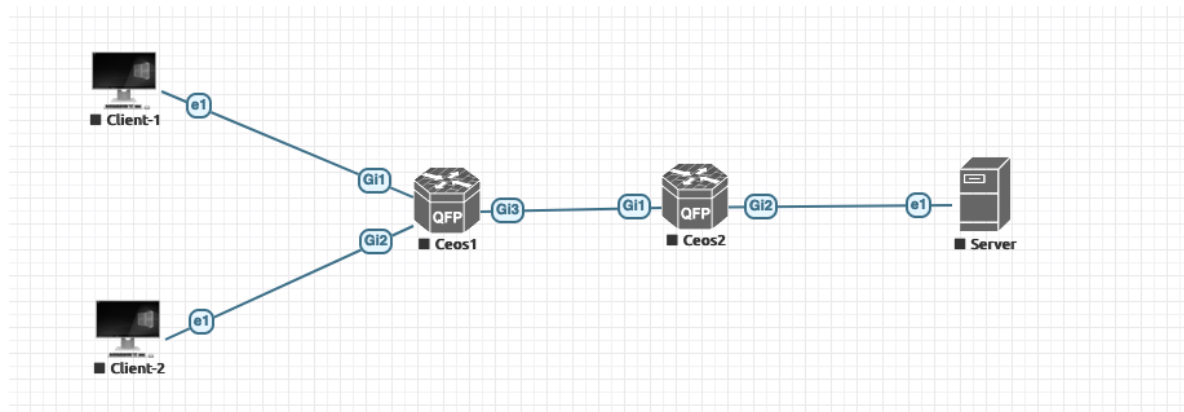 e1
Client-1
Gi1
QFP
Gi3
Gi1
QFP
Gi2
e1
Ceos1
Ceos2
Server
Gi2
e1
Client-2